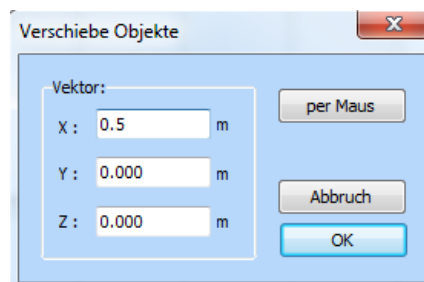 Verschiebe Objekte
Vektor:
X : 0.5 m
per Maus
Y : 0.000 m
Abbruch
Z : 0.000 m
OK